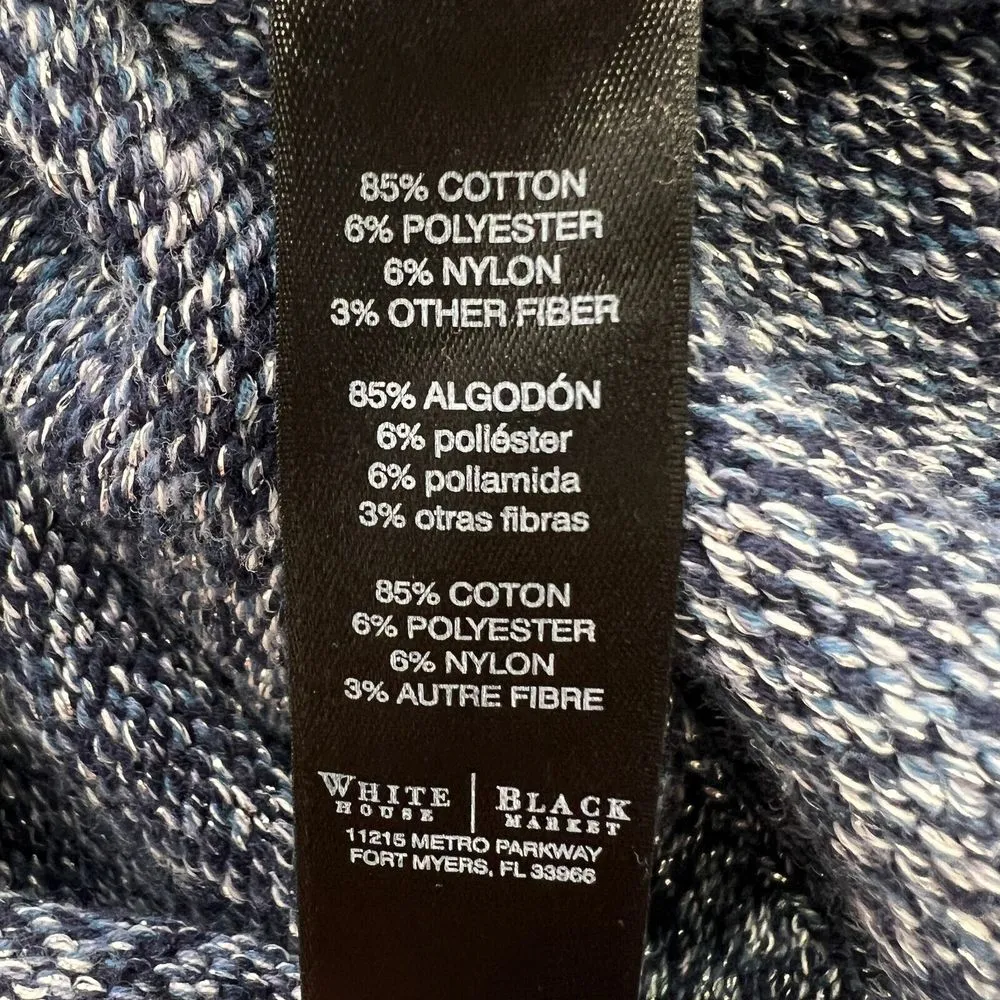 85% COTTON
6% POLYESTER
6% NYLON
3% OTHER FIBER
85% ALGODÓN
6% poliéster
6% poliamida
3% otras fibras
85% COTON
6% POLYESTER
6% NYLON
3% AUTRE FIBRE
WHITE HOUSE | BLACK MARKET
11215 METRO PARKWAY
FORT MYERS, FL 33966